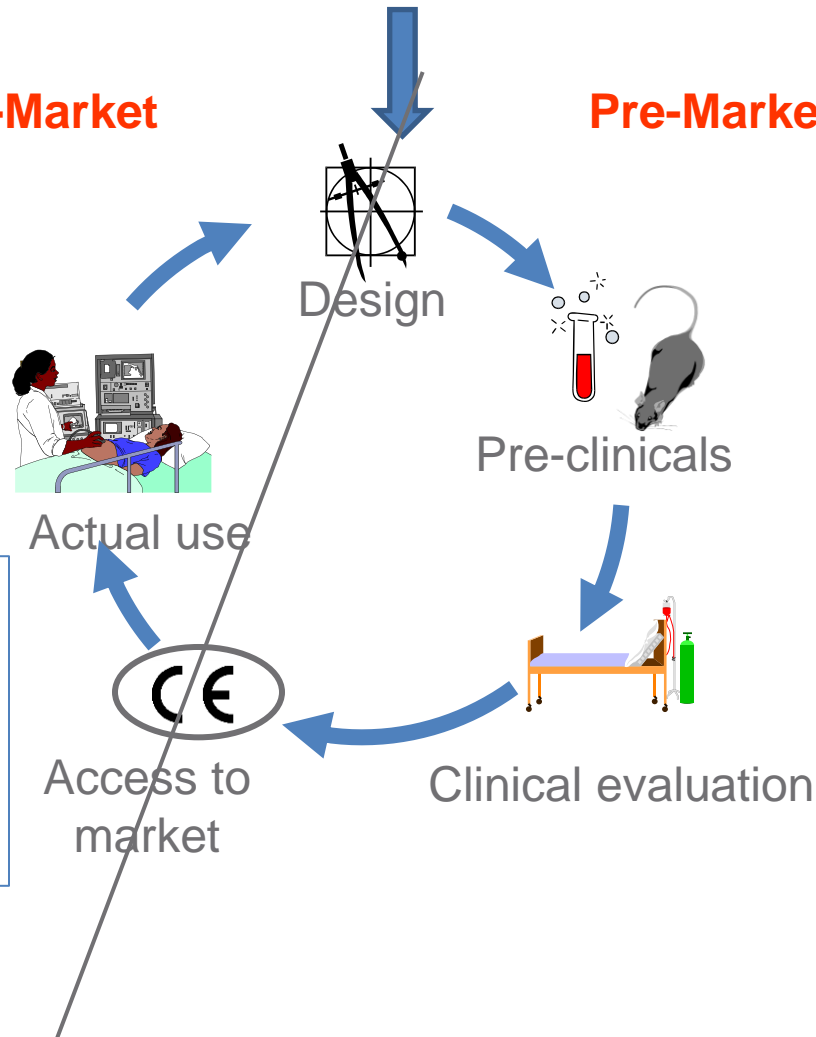 -Market
Pre-Marke
Design
Pre-clinicals
Actual use
CE
Access to
market
Clinical evaluation